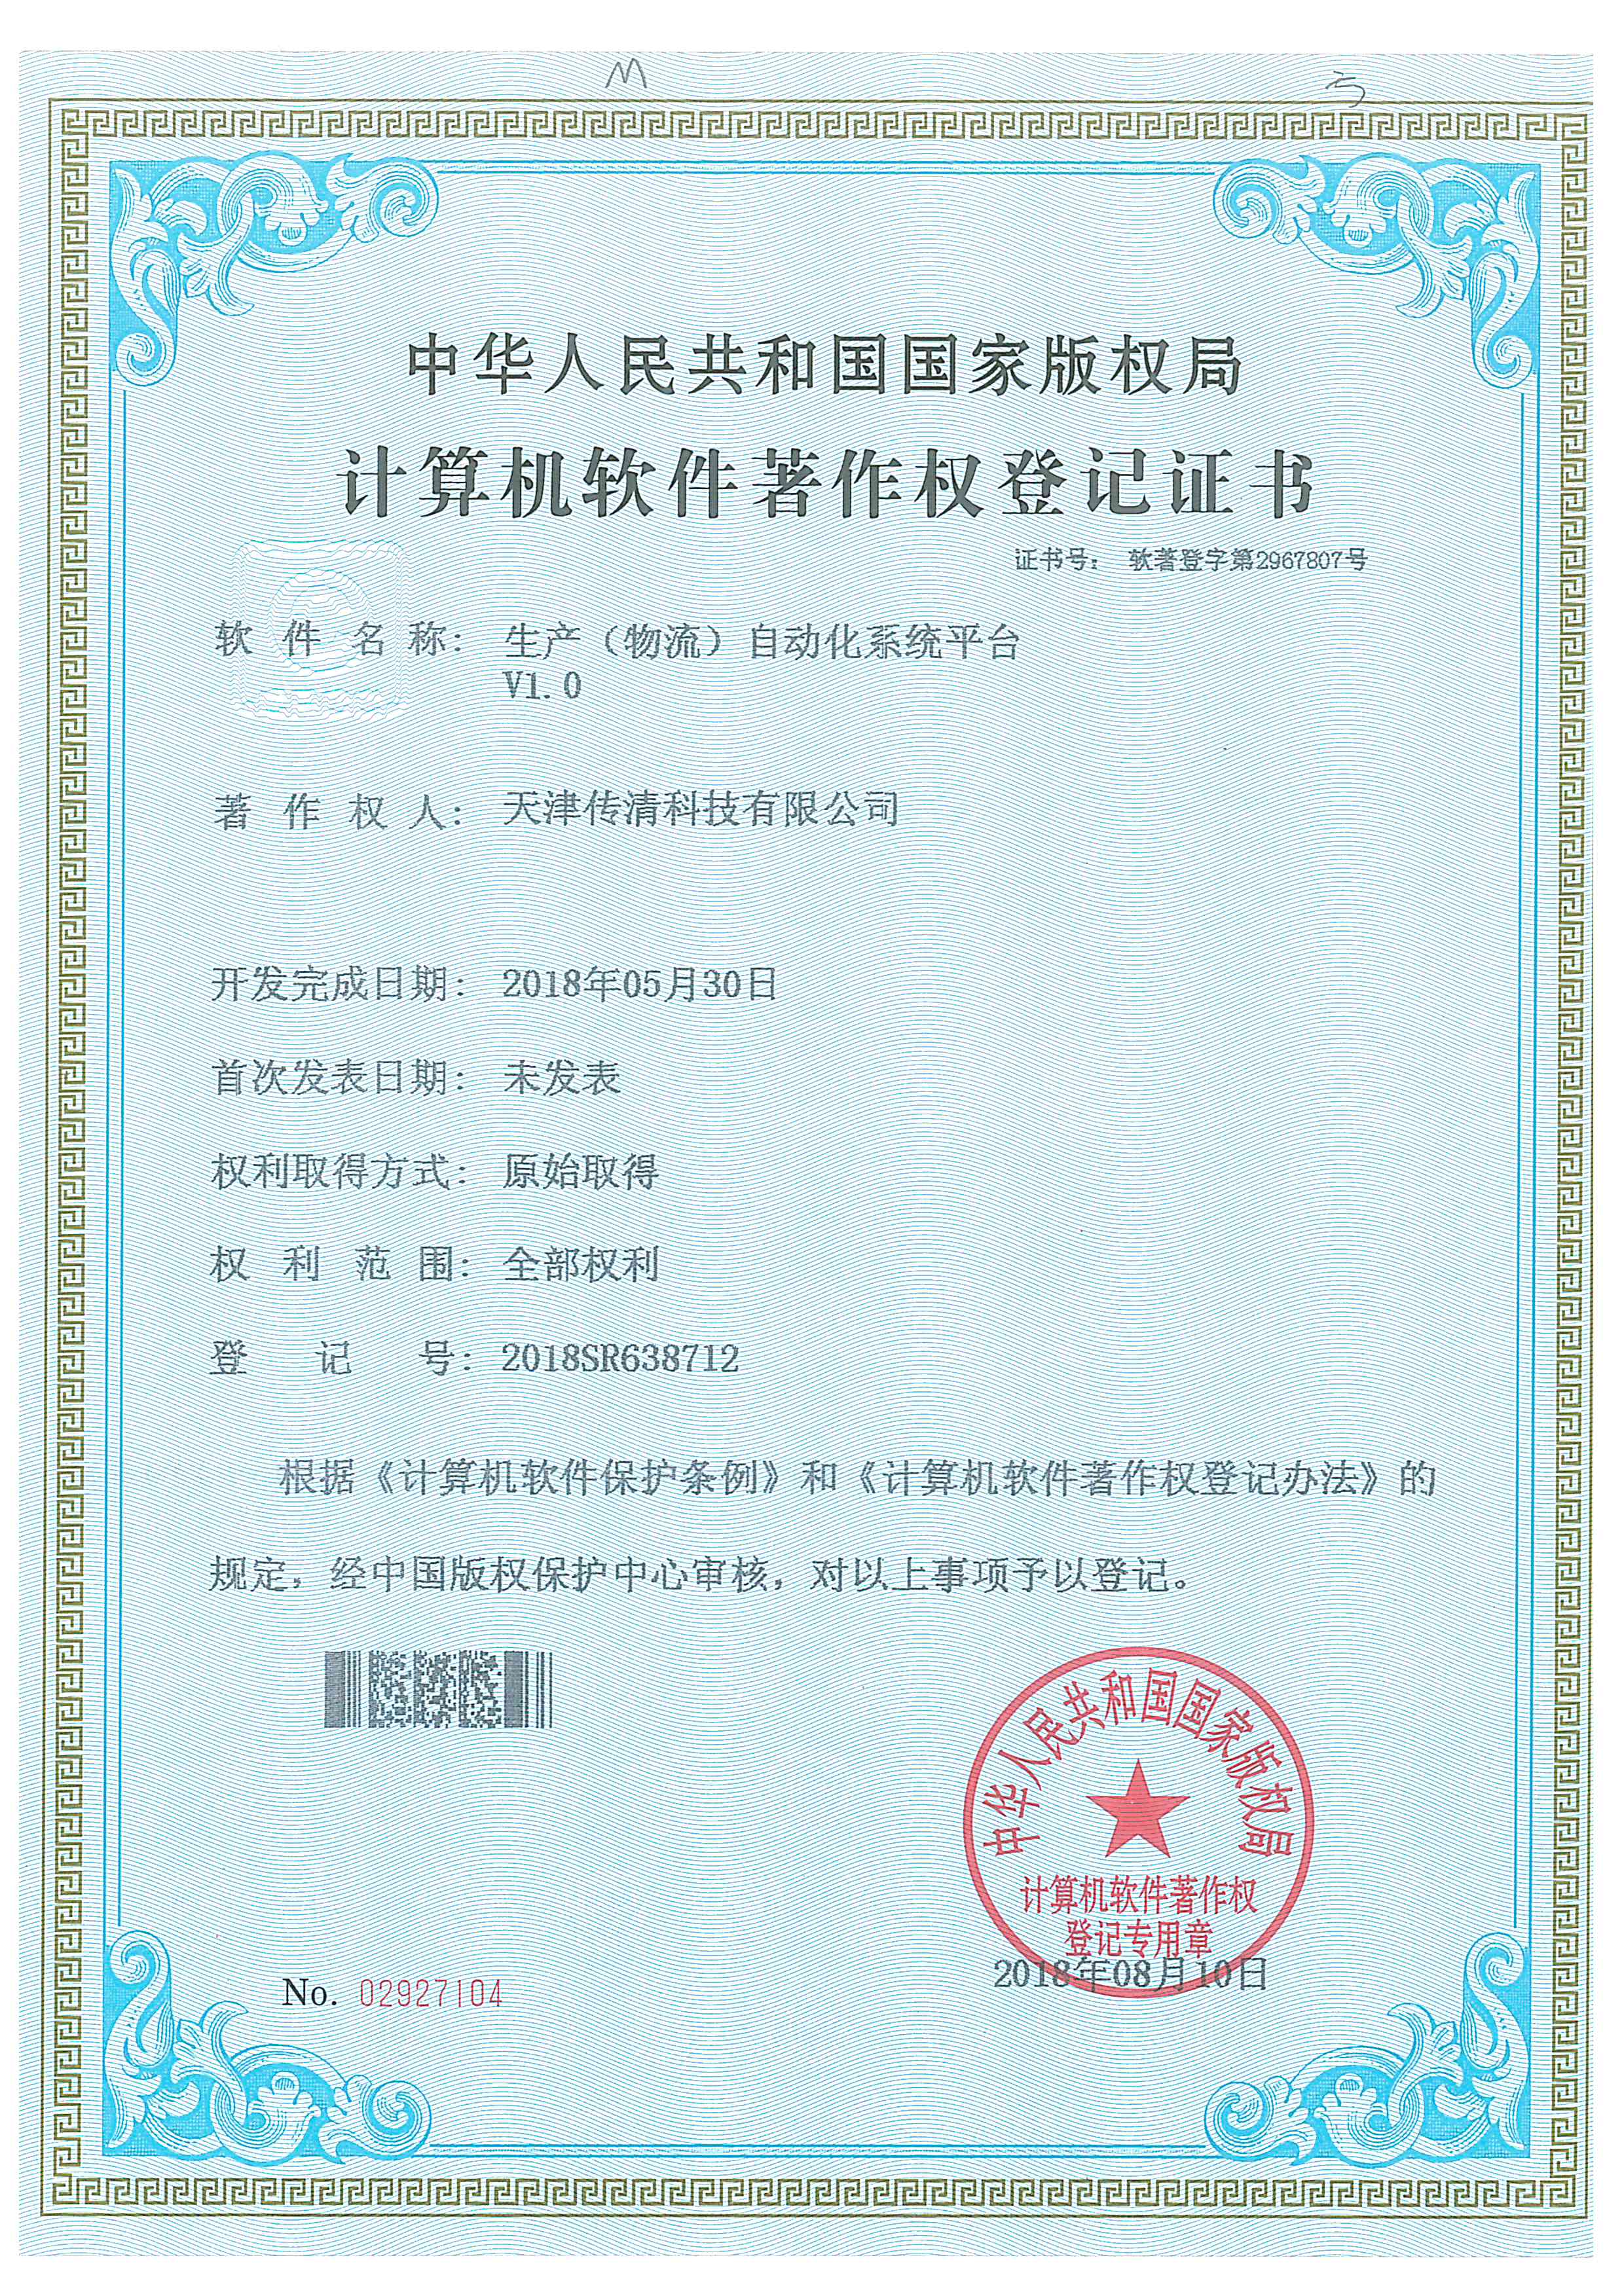 中华人民共和国国家版权局
计算机软件著作权登记证书
证书号： 软著登字第2967807号
软件名称： 生产（物流）自动化系统平台
V1.0
著作权人： 天津传清科技有限公司
开发完成日期： 2018年05月30日
首次发表日期： 未发表
权利取得方式： 原始取得
权利范围： 全部权利
登记号： 2018SR638712
根据《计算机软件保护条例》和《计算机软件著作权登记办法》的
规定，经中国版权保护中心审核，对以上事项予以登记。
中华人民共和国国家版权局
计算机软件著作权
登记专用章
2018年08月10日
No. 02927104